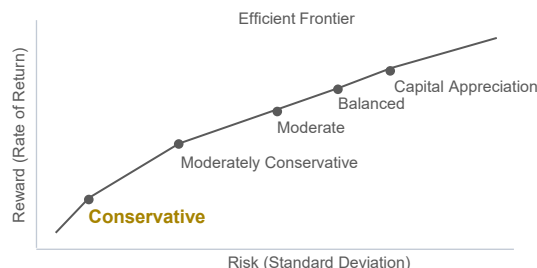 Efficient Frontier
Reward (Rate of Return)
Capital Appreciation
Balanced
Moderate
Moderately Conservative
Conservative
Risk (Standard Deviation)